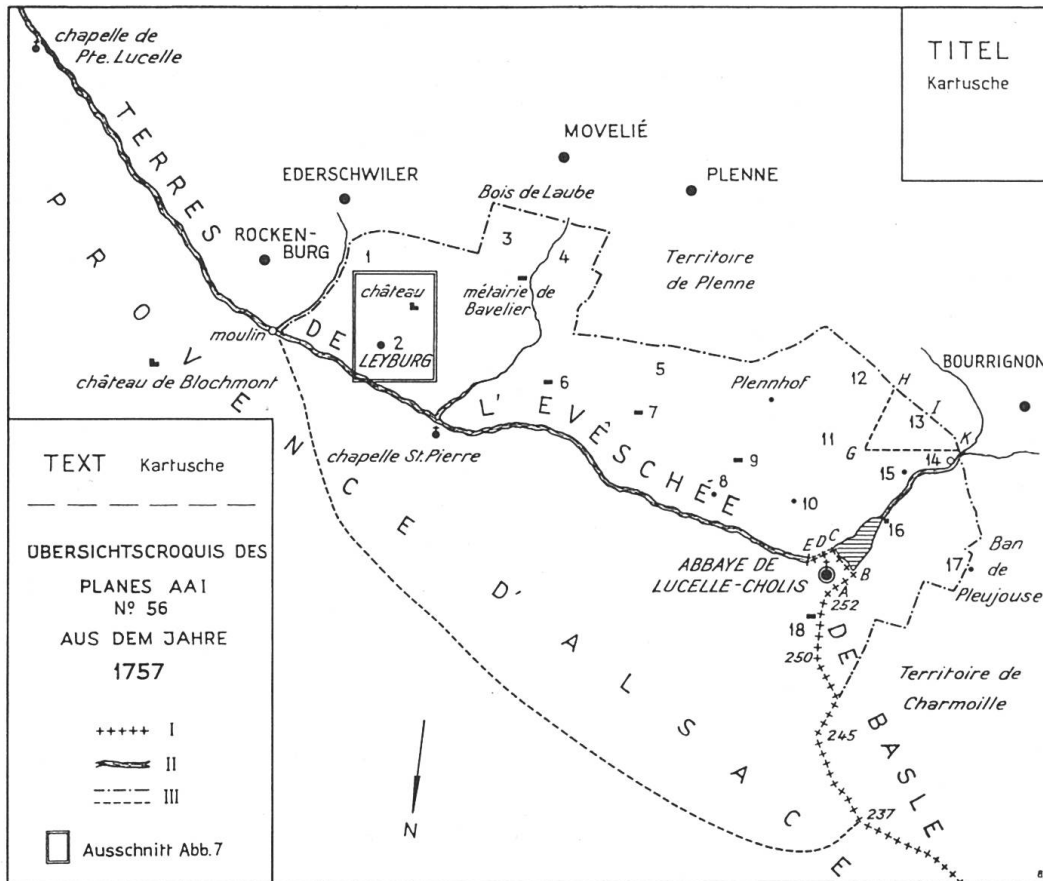 chapelle de
Pte. Lucelle
TITEL
Kartusche
MOVELIÉ
EDERSCHWILER
PLENNE
Bois de Laube
ROCKEN-
BURG
TERRES DE L'EVÊSCHÉE DE BASLE
PROVENCE D'ALSACE
1
3
4
Territoire
de Plenne
château
métairie de
Bavelier
moulin
2
LEYBURG
château de Blochmont
5
6
7
Plennhof
12
H
I
13
BOURRIGNON
11
G
K
14
15
chapelle St. Pierre
8
9
10
16
E D C
B
A
ABBAYE DE
LUCELLE-CHOLIS
252
17
Ban
de
Pleujouse
18
250
Territoire de
Charmoille
245
237
N
TEXT Kartusche
ÜBERSICHTSCROQUIS DES
PLANES AAI
Nº 56
AUS DEM JAHRE
1757
I
II
III
Ausschnitt Abb.7